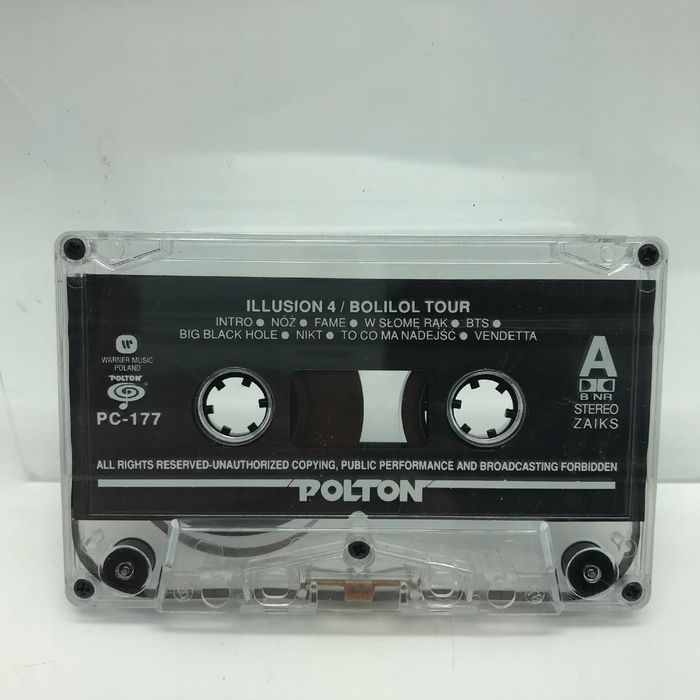 ILLUSION 4 / BOLILOL TOUR
INTRO ● NÓŻ ● FAME ● W SŁOMĘ RĄK ● BTS ●
BIG BLACK HOLE ● NIKT ● TO CO MA NADEJŚĆ ● VENDETTA
WARNER MUSIC
POLAND
POLTON
PC-177
A
B NR
STEREO
ZAIKS
ALL RIGHTS RESERVED-UNAUTHORIZED COPYING, PUBLIC PERFORMANCE AND BROADCASTING FORBIDDEN
POLTON